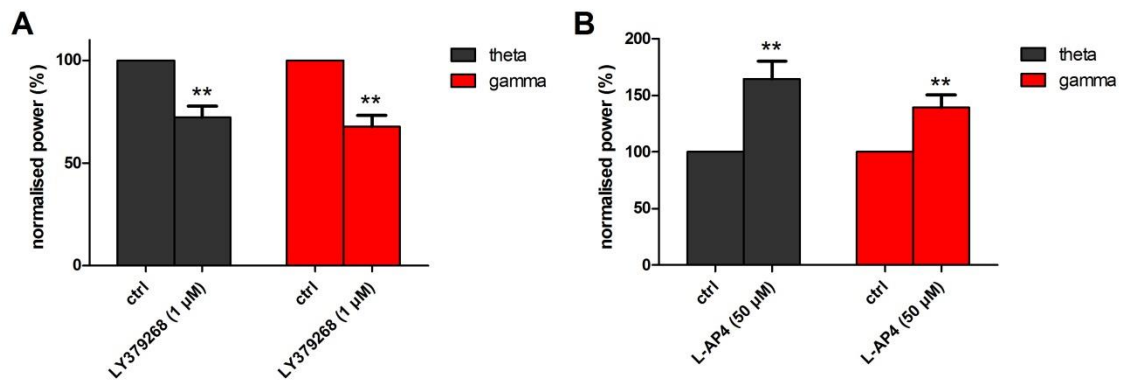 A
normalised power (%)
100
50
0
**
**
ctrl
LY379268 (1 µM)
ctrl
LY379268 (1 µM)
theta
gamma
B
normalised power (%)
200
150
100
50
0
**
**
ctrl
L-AP4 (50 µM)
ctrl
L-AP4 (50 µM)
theta
gamma